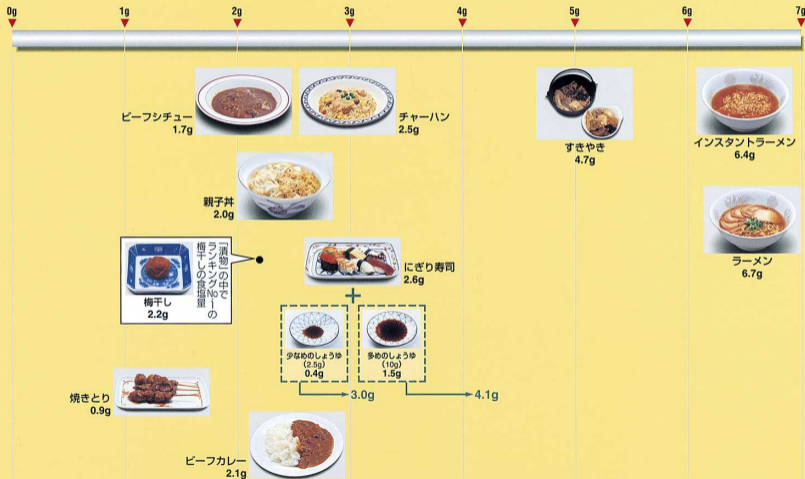 0g
1g
2g
3g
4g
5g
6g
7g
ビーフシチュー
1.7g
チャーハン
2.5g
すきやき
4.7g
インスタントラーメン
6.4g
親子丼
2.0g
ラーメン
6.7g
「漬物」の中で
ランキングNo1の
梅干しの食塩量
梅干し
2.2g
にぎり寿司
2.6g
+
少なめのしょうゆ
(2.5g)
0.4g
多めのしょうゆ
(10g)
1.5g
3.0g
4.1g
焼きとり
0.9g
ビーフカレー
2.1g